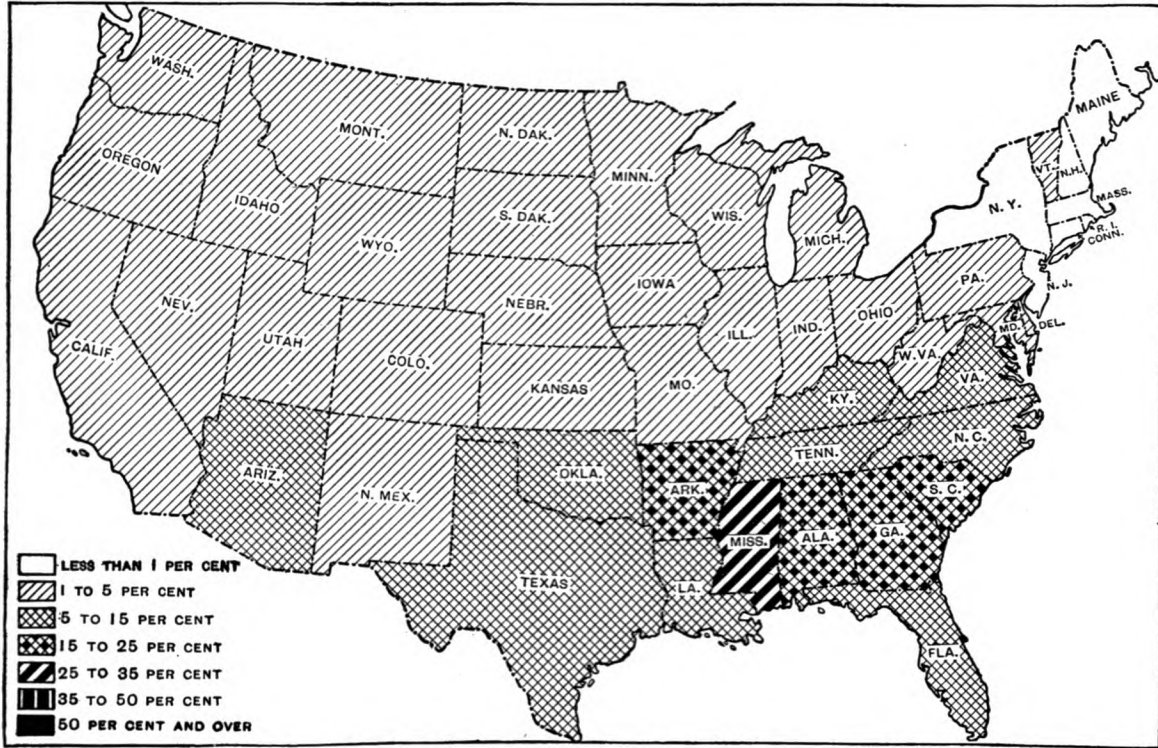 WASH.
MONT.
N. DAK.
MINN.
OREGON
IDAHO
WYO.
S. DAK.
WIS.
MICH.
N. Y.
VT.
N.H.
MAINE
MASS.
R. I.
CONN.
CALIF.
NEV.
UTAH
COLO.
NEBR.
IOWA
ILL.
IND.
OHIO
PA.
N. J.
MD.
DEL.
KANSAS
MO.
KY.
W.VA.
VA.
ARIZ.
N. MEX.
OKLA.
ARK.
TENN.
N. C.
S. C.
TEXAS
LA.
MISS.
ALA.
GA.
FLA.
LESS THAN 1 PER CENT
1 TO 5 PER CENT
5 TO 15 PER CENT
15 TO 25 PER CENT
25 TO 35 PER CENT
35 TO 50 PER CENT
50 PER CENT AND OVER